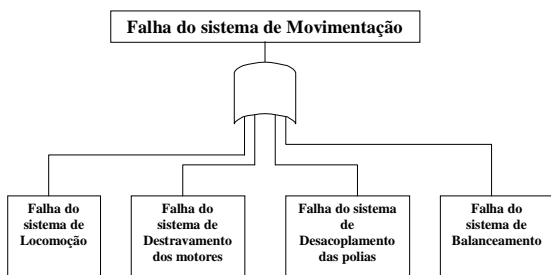 Falha do sistema de Movimentação
Falha do
sistema de
Locomoção
Falha do
sistema de
Destravamento
dos motores
Falha do sistema
de
Desacoplamento
das polias
Falha do
sistema de
Balanceamento